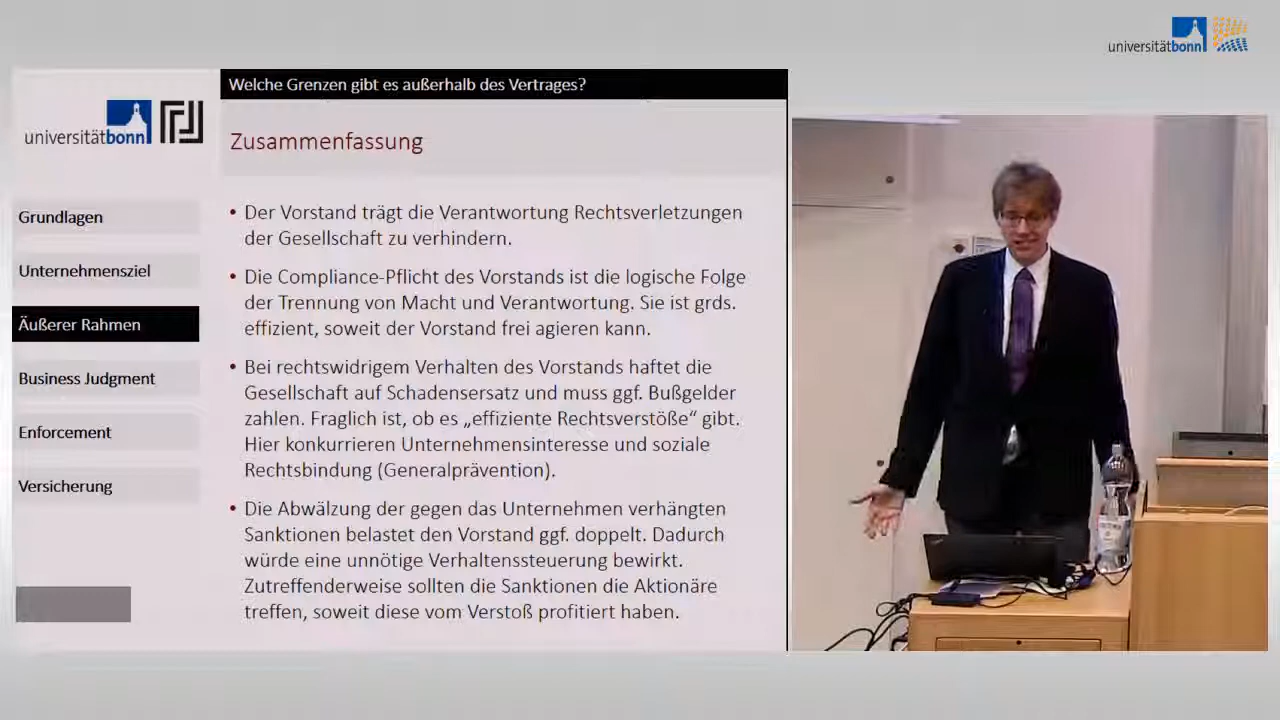 universitätbonn
Welche Grenzen gibt es außerhalb des Vertrages?
universitätbonn
Zusammenfassung
Grundlagen
Unternehmensziel
Äußerer Rahmen
Business Judgment
Enforcement
Versicherung
• Der Vorstand trägt die Verantwortung Rechtsverletzungen
der Gesellschaft zu verhindern.
• Die Compliance-Pflicht des Vorstands ist die logische Folge
der Trennung von Macht und Verantwortung. Sie ist grds.
effizient, soweit der Vorstand frei agieren kann.
• Bei rechtswidrigem Verhalten des Vorstands haftet die
Gesellschaft auf Schadensersatz und muss ggf. Bußgelder
zahlen. Fraglich ist, ob es „effiziente Rechtsverstöße“ gibt.
Hier konkurrieren Unternehmensinteresse und soziale
Rechtsbindung (Generalprävention).
• Die Abwälzung der gegen das Unternehmen verhängten
Sanktionen belastet den Vorstand ggf. doppelt. Dadurch
würde eine unnötige Verhaltenssteuerung bewirkt.
Zutreffenderweise sollten die Sanktionen die Aktionäre
treffen, soweit diese vom Verstoß profitiert haben.